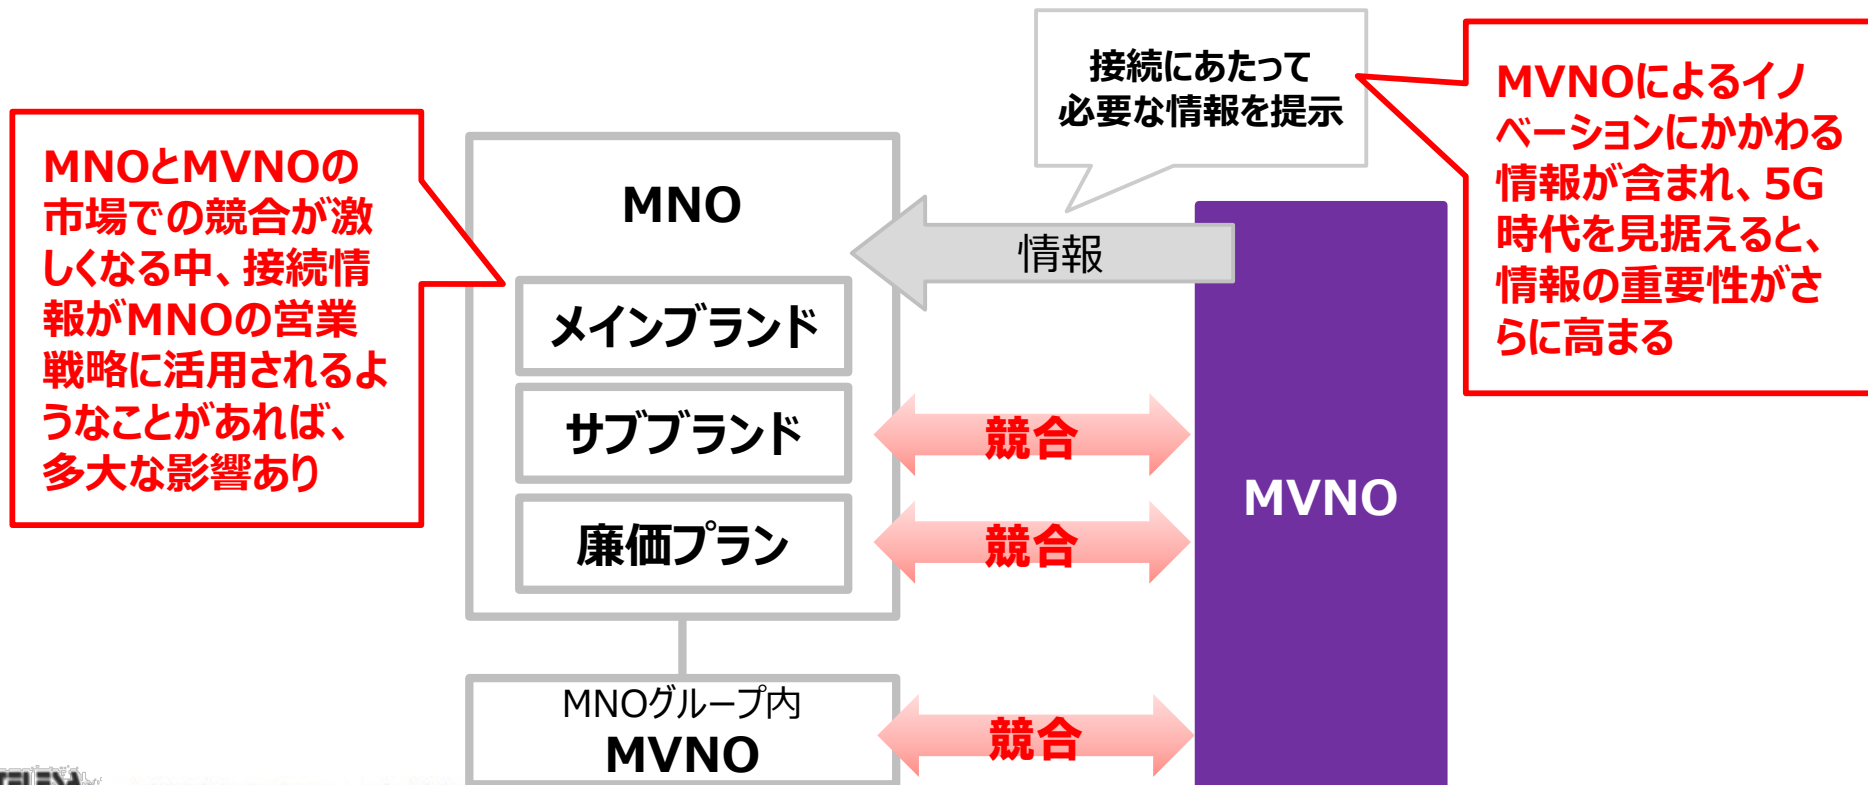 接続にあたって
必要な情報を提示
MVNOによるイノ
ベーションにかかわる
情報が含まれ、5G
時代を見据えると、
情報の重要性がさ
らに高まる
MNOとMVNOの
市場での競合が激
しくなる中、接続情
報がMNOの営業
戦略に活用されるよ
うなことがあれば、
多大な影響あり
MNO
情報
メインブランド
サブブランド
競合
廉価プラン
競合
MVNO
MNOグループ内
MVNO
競合
TELESA